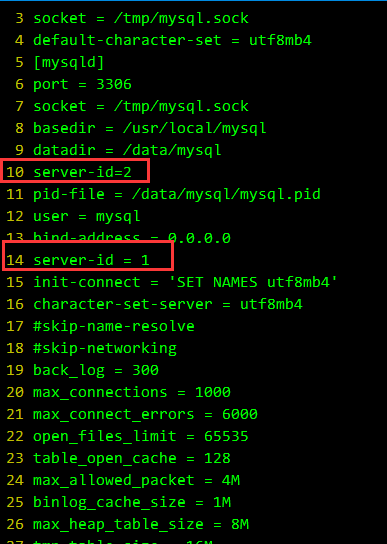 3 socket = /tmp/mysql.sock
4 default-character-set = utf8mb4
5 [mysqld]
6 port = 3306
7 socket = /tmp/mysql.sock
8 basedir = /usr/local/mysql
9 datadir = /data/mysql
10 server-id=2
11 pid-file = /data/mysql/mysql.pid
12 user = mysql
13 bind-address = 0.0.0.0
14 server-id = 1
15 init-connect = 'SET NAMES utf8mb4'
16 character-set-server = utf8mb4
17 #skip-name-resolve
18 #skip-networking
19 back_log = 300
20 max_connections = 1000
21 max_connect_errors = 6000
22 open_files_limit = 65535
23 table_open_cache = 128
24 max_allowed_packet = 4M
25 binlog_cache_size = 1M
26 max_heap_table_size = 8M
27 tmp_table_size = 16M